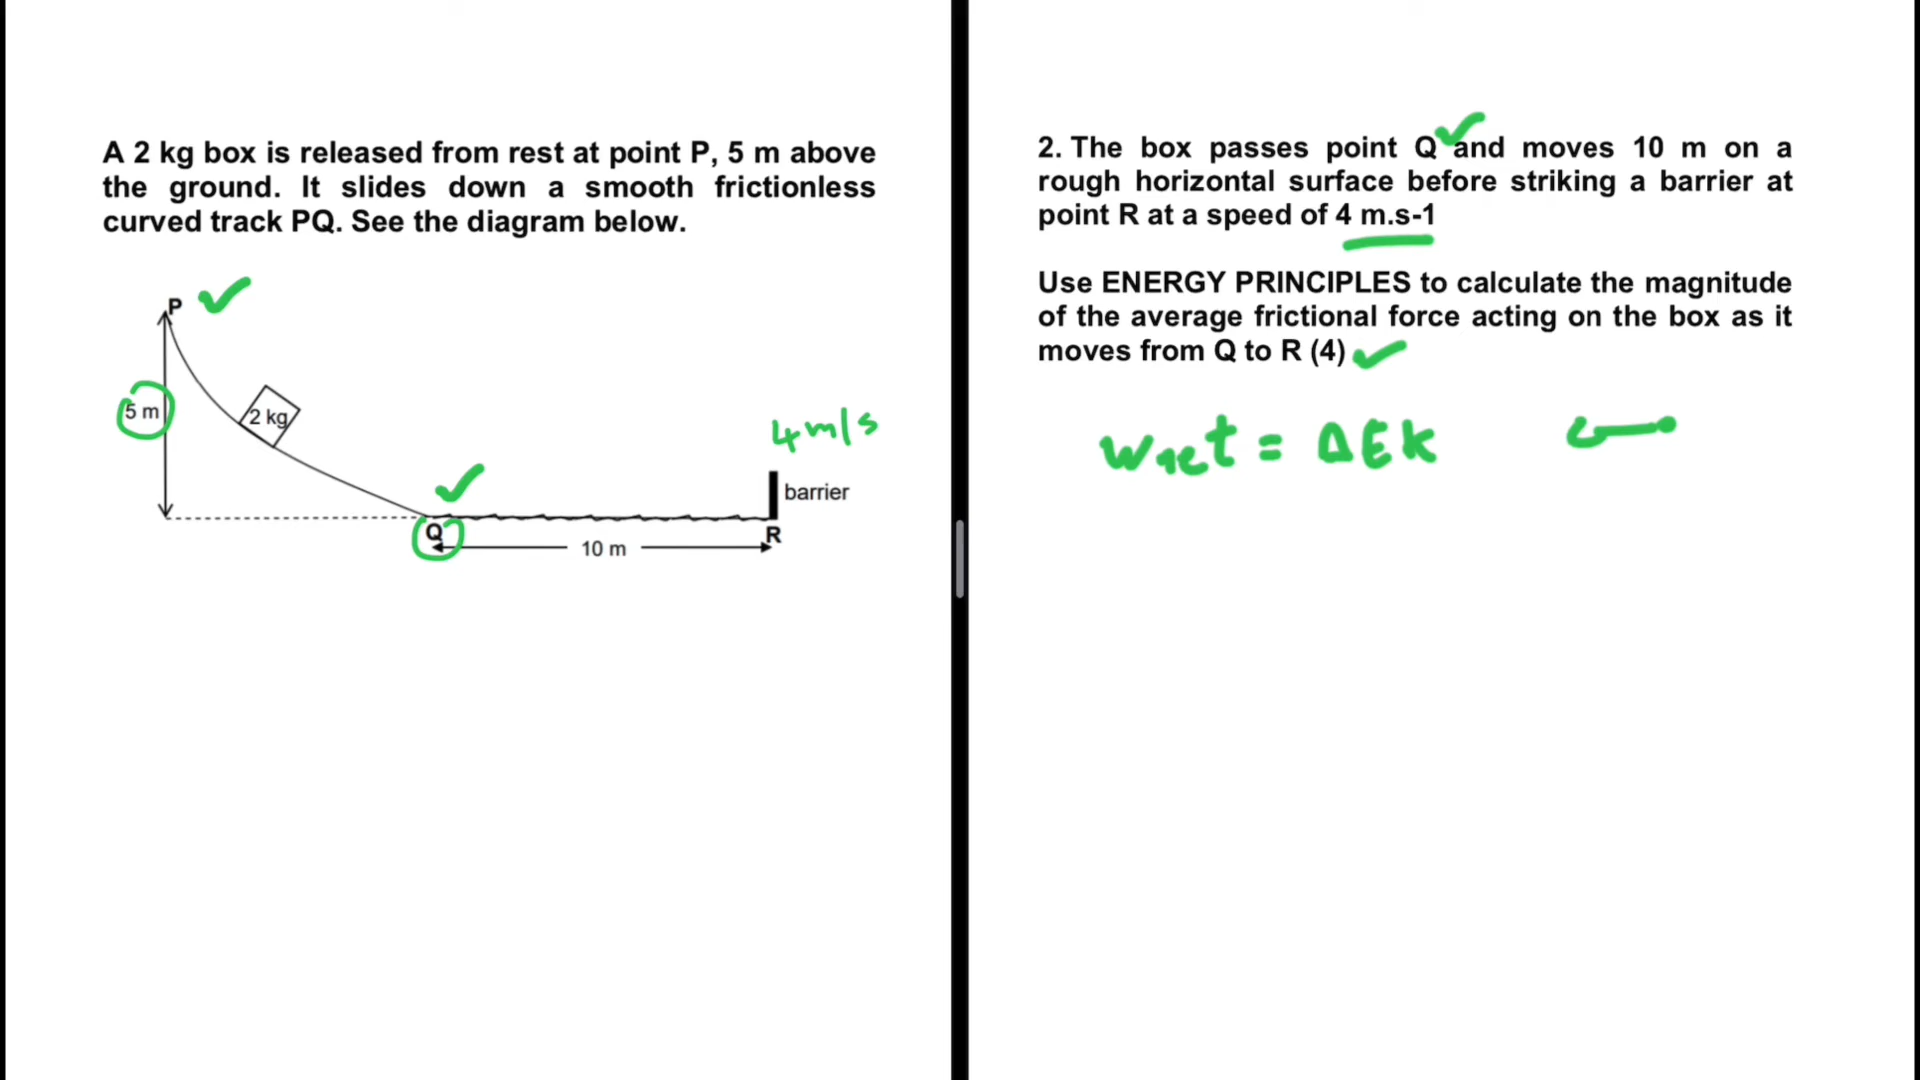 A 2 kg box is released from rest at point P, 5 m above
the ground. It slides down a smooth frictionless
curved track PQ. See the diagram below.
P
5 m
2 kg
4m/s
barrier
Q
R
10 m
2. The box passes point Q and moves 10 m on a
rough horizontal surface before striking a barrier at
point R at a speed of 4 m.s-1
Use ENERGY PRINCIPLES to calculate the magnitude
of the average frictional force acting on the box as it
moves from Q to R (4)
Wnet = ΔEk